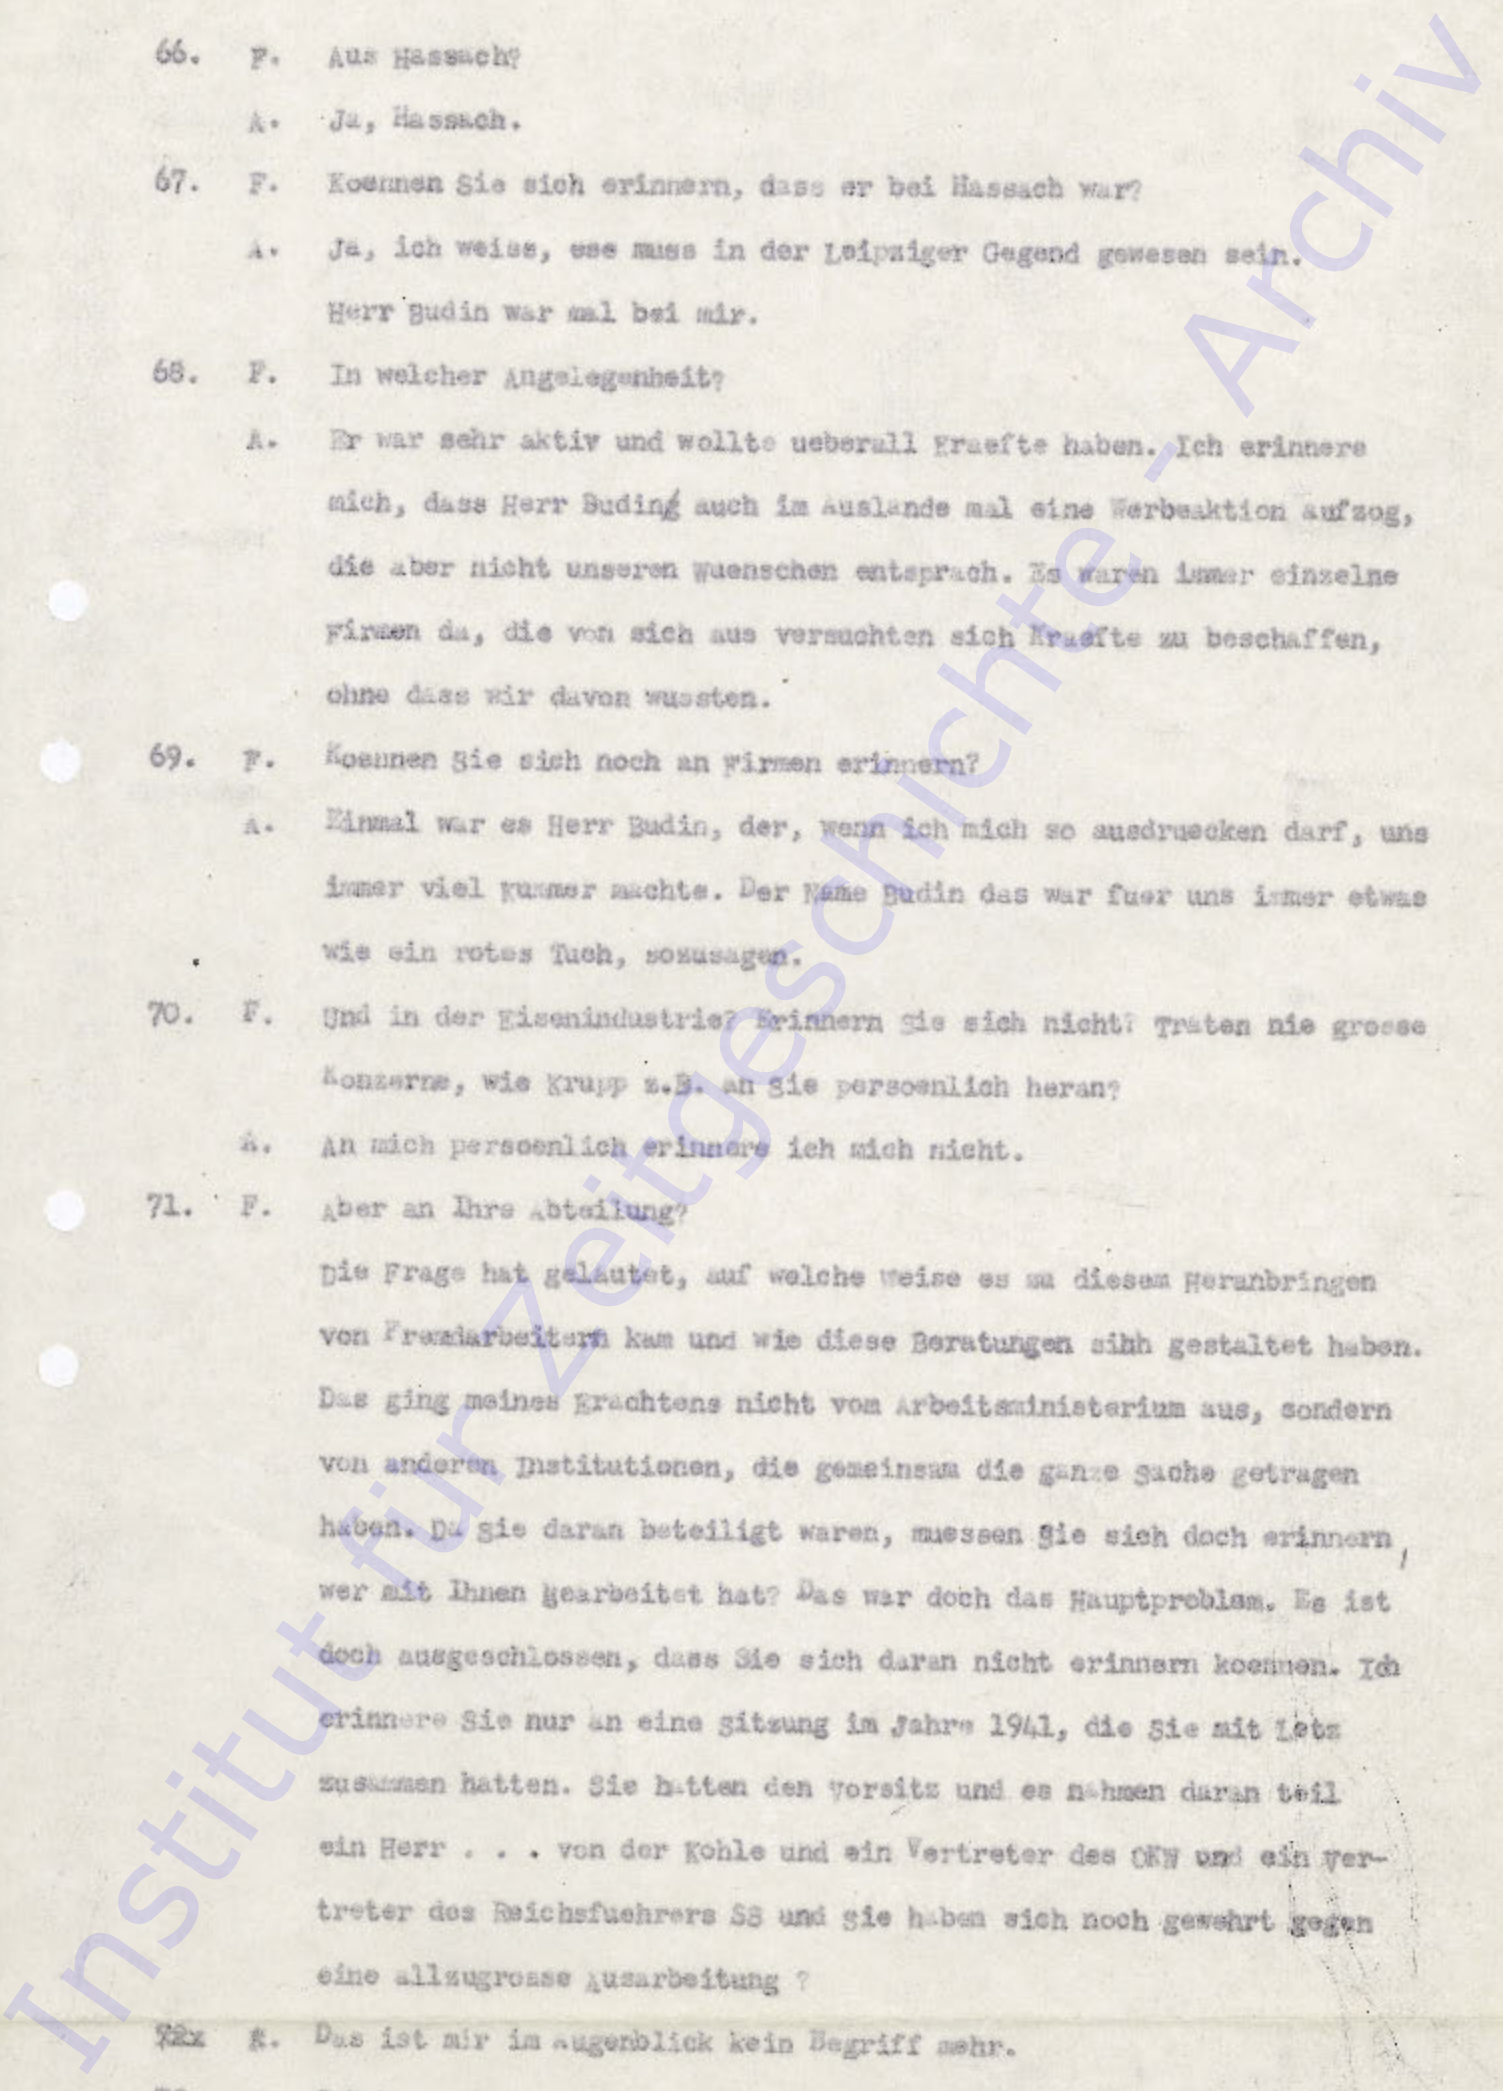 66. F. Aus Hassach?
A. Ja, Hassach.
67. F. Koennen Sie sich erinnern, dass er bei Hassach war?
A. Ja, ich weiss, ese muss in der Leipziger Gegend gewesen sein.
Herr Budin war mal bei mir.
68. F. In welcher Angelegenheit?
A. Er war sehr aktiv und wollte ueberall Kraefte haben. Ich erinnere
mich, dass Herr Buding auch im Auslande mal eine Werbeaktion aufzog,
die aber nicht unseren Wuenschen entsprach. Es waren immer einzelne
Firmen da, die von sich aus versuchten sich Kraefte zu beschaffen,
ohne dass wir davon wussten.
69. F. Koennen Sie sich noch an Firmen erinnern?
A. Einmal war es Herr Budin, der, wenn ich mich so ausdruecken darf, uns
immer viel Kummer machte. Der Name Budin das war fuer uns immer etwas
wie ein rotes Tuch, sozusagen.
70. F. Und in der Eisenindustrie? Erinnern Sie sich nicht? Traten nie grosse
Konzerne, wie Krupp z.B. an Sie persoenlich heran?
A. An mich persoenlich erinnere ich mich nicht.
71. F. Aber an Ihre Abteilung?
Die Frage hat gelautet, auf welche Weise es zu diesem Heranbringen
von Fremdarbeitern kam und wie diese Beratungen sihh gestaltet haben.
Das ging meines Erachtens nicht vom Arbeitsministerium aus, sondern
von anderen Institutionen, die gemeinsam die ganze Sache getragen
haben. Da Sie daran beteiligt waren, muessen Sie sich doch erinnern,
wer mit Ihnen gearbeitet hat? Das war doch das Hauptproblem. Es ist
doch ausgeschlossen, dass Sie sich daran nicht erinnern koennen. Ich
erinnere Sie nur an eine Sitzung im Jahre 1941, die Sie mit Letz
zusammen hatten. Sie hatten den Vorsitz und es nahmen daran teil
ein Herr . . . von der Kohle und ein Vertreter des OKW und ein Ver-
treter des Reichsfuehrers SS und Sie haben sich noch gewehrt gegen
eine allzugrosse Ausarbeitung ?
A. Das ist mir im Augenblick kein Begriff mehr.
Institut für Zeitgeschichte - Archiv